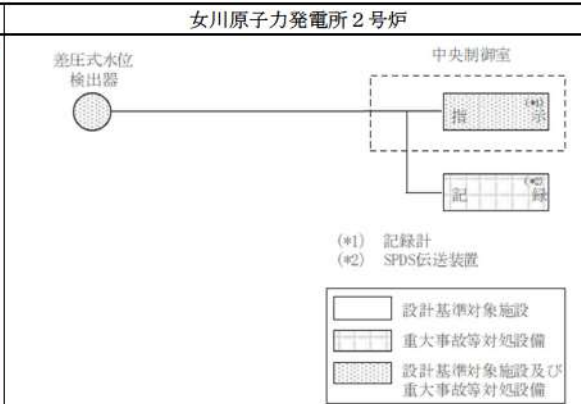 女川原子力発電所2号炉
差圧式水位
検出器
中央制御室
(*1)
指 示
(*2)
記 録
(*1) 記録計
(*2) SPDS伝送装置
設計基準対象施設
重大事故等対処設備
設計基準対象施設及び
重大事故等対処設備